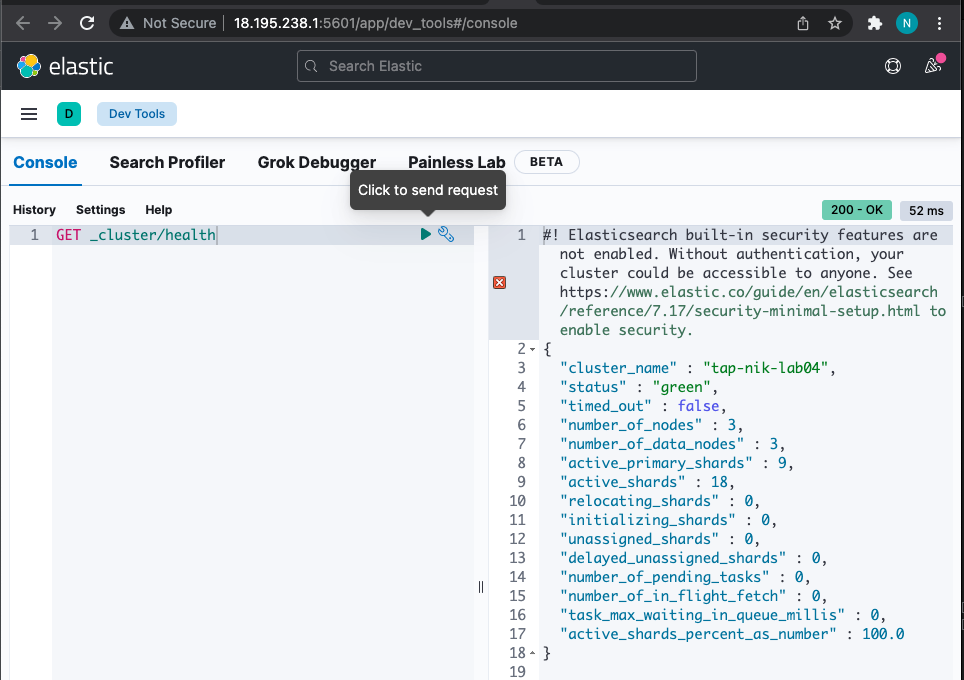 Not Secure 18.195.238.1:5601/app/dev_tools#/console N
elastic Search Elastic
D Dev Tools
Console Search Profiler Grok Debugger Painless Lab BETA
Click to send request
History Settings Help 200 - OK 52 ms
1 GET _cluster/health
1 #! Elasticsearch built-in security features are
not enabled. Without authentication, your
cluster could be accessible to anyone. See
https://www.elastic.co/guide/en/elasticsearch
/reference/7.17/security-minimal-setup.html to
enable security.
2 {
3 "cluster_name" : "tap-nik-lab04",
4 "status" : "green",
5 "timed_out" : false,
6 "number_of_nodes" : 3,
7 "number_of_data_nodes" : 3,
8 "active_primary_shards" : 9,
9 "active_shards" : 18,
10 "relocating_shards" : 0,
11 "initializing_shards" : 0,
12 "unassigned_shards" : 0,
13 "delayed_unassigned_shards" : 0,
14 "number_of_pending_tasks" : 0,
15 "number_of_in_flight_fetch" : 0,
16 "task_max_waiting_in_queue_millis" : 0,
17 "active_shards_percent_as_number" : 100.0
18 }
19